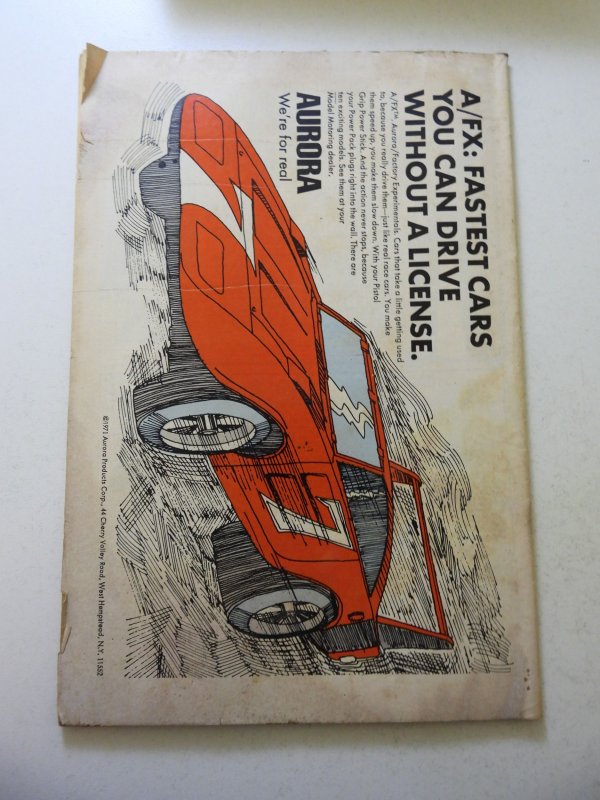 A/FX: FASTEST CARS
YOU CAN DRIVE
WITHOUT A LICENSE.
A/FX™. Aurora/Factory Experimentals. Cars that take a little getting used
to, because you really drive them—just like real race cars. You make
them speed up, you make them slow down. With your Pistol
Grip Power Stick. And the action never stops, because
your Power Pack plugs right into the wall. There are
ten exciting models. See them at your
Model Motoring dealer.
AURORA
We're for real
7
7
©1971 Aurora Products Corp., 44 Cherry Valley Road, West Hempstead, N.Y. 11552